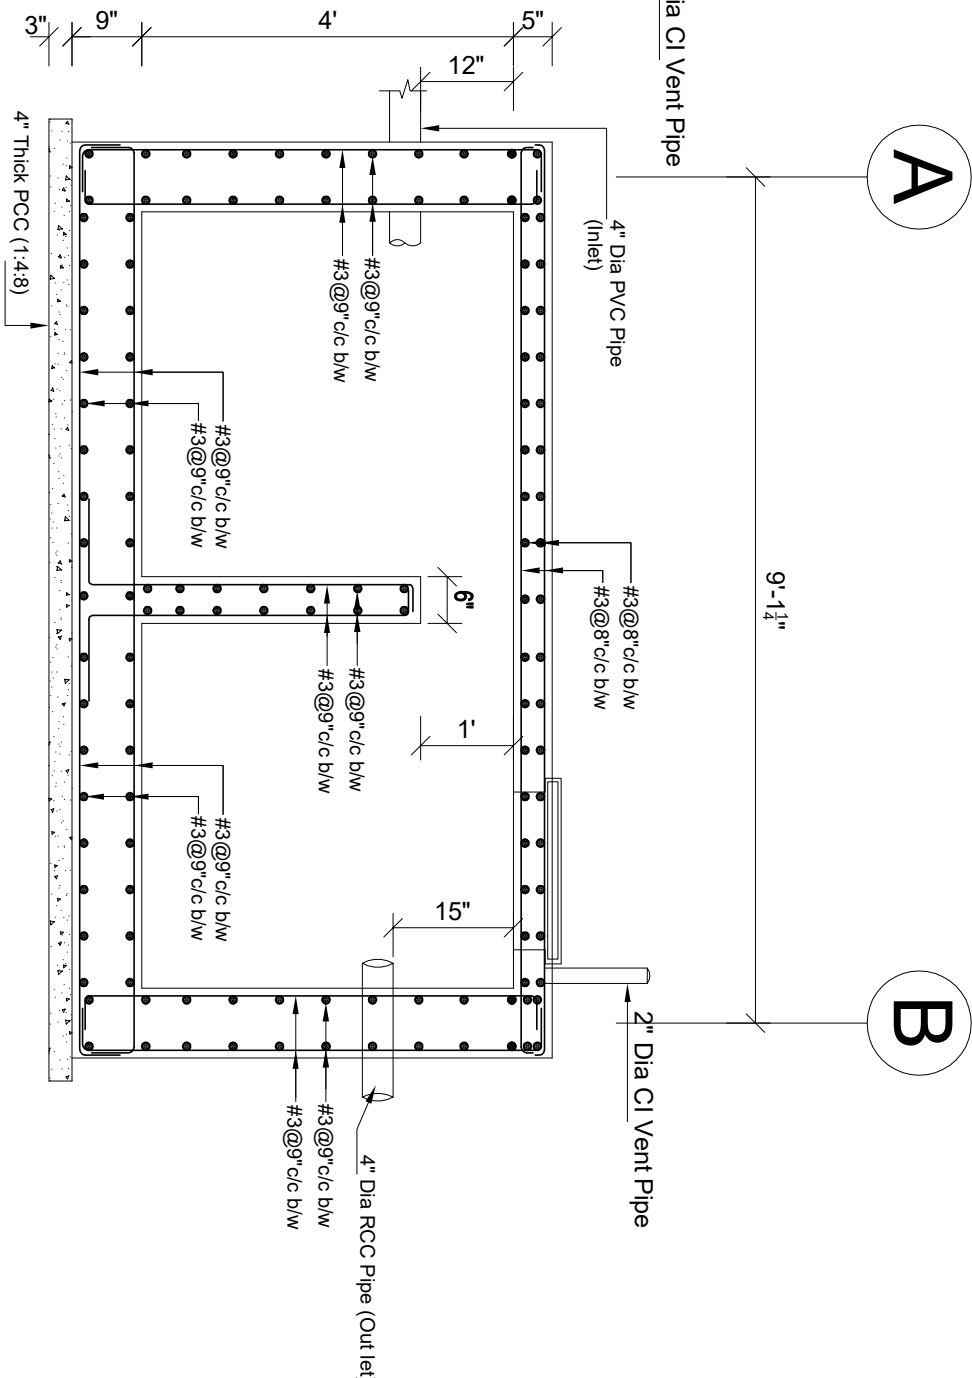 A
B
9'-1 1/4"
ia CI Vent Pipe
2" Dia CI Vent Pipe
4" Dia PVC Pipe
(Inlet)
#3@8"c/c b/w
#3@8"c/c b/w
5"
4'
9"
3"
12"
6"
1'
15"
#3@9"c/c b/w
#3@9"c/c b/w
#3@9"c/c b/w
#3@9"c/c b/w
4" Dia RCC Pipe (Out let
#3@9"c/c b/w
#3@9"c/c b/w
#3@9"c/c b/w
#3@9"c/c b/w
#3@9"c/c b/w
#3@9"c/c b/w
4" Thick PCC (1:4:8)